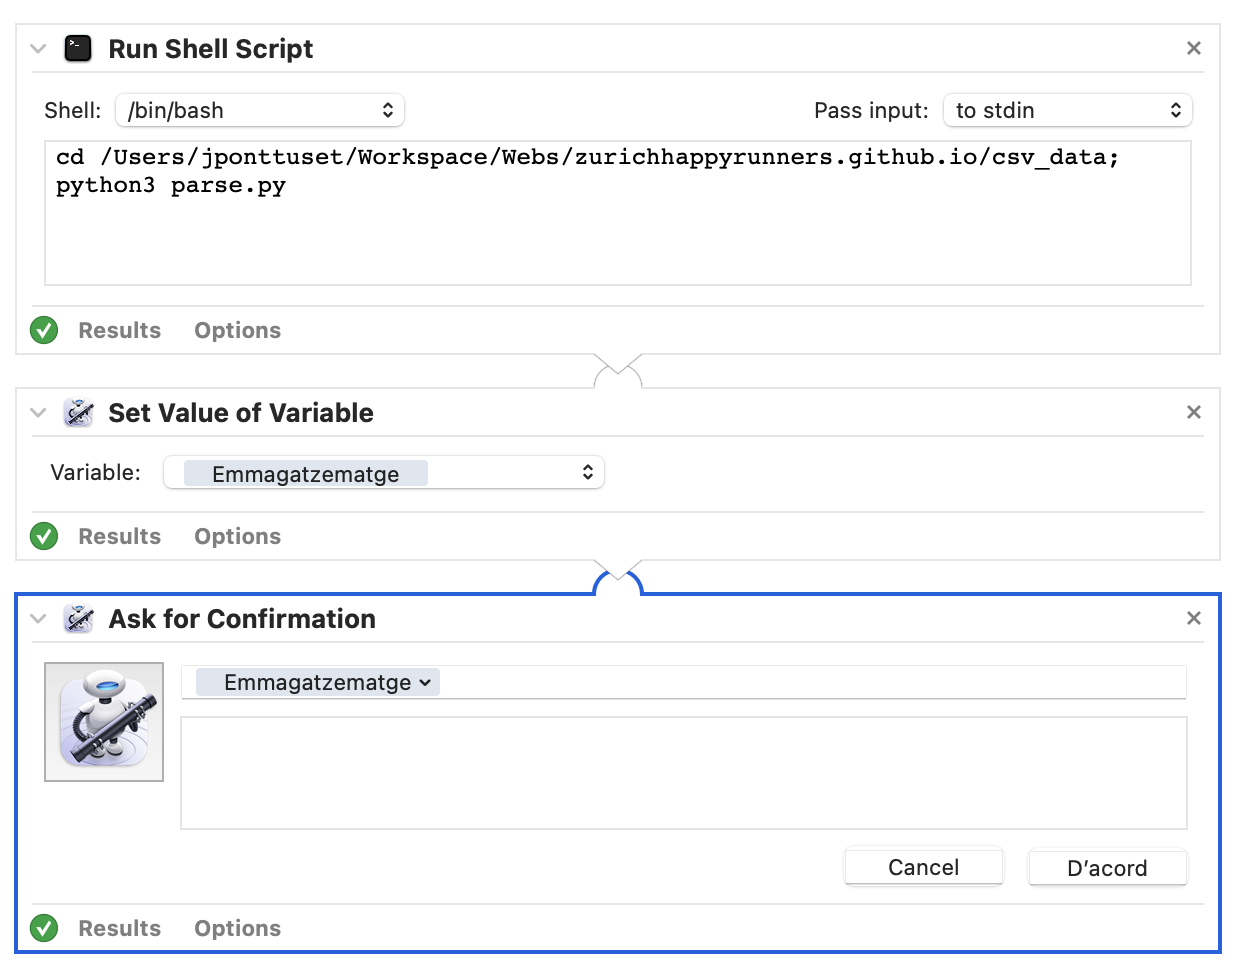 Run Shell Script
Shell: /bin/bash Pass input: to stdin
cd /Users/jponttuset/Workspace/Webs/zurichhappyrunners.github.io/csv_data;
python3 parse.py
Results Options
Set Value of Variable
Variable: Emmagatzematge
Results Options
Ask for Confirmation
Emmagatzematge
Cancel D’acord
Results Options